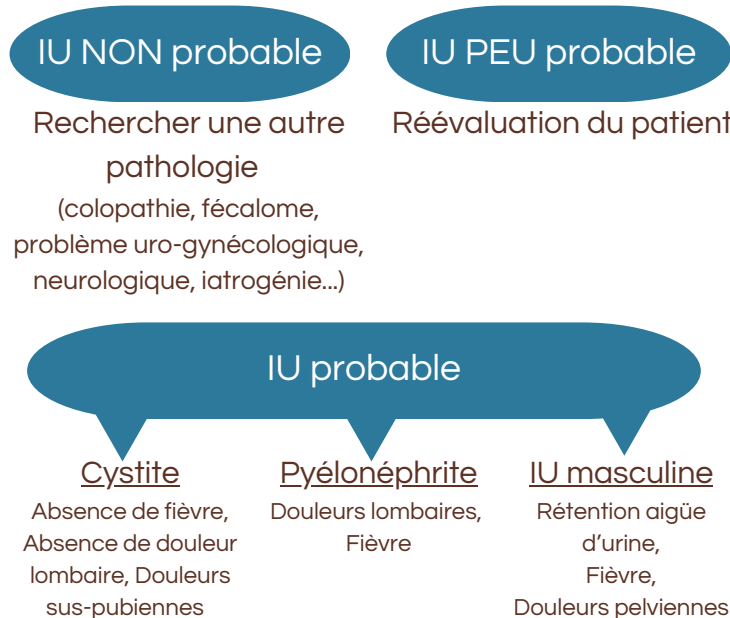 IU NON probable
Rechercher une autre
pathologie
(colopathie, fécalome,
problème uro-gynécologique,
neurologique, iatrogénie...)
IU PEU probable
Réévaluation du patient
IU probable
Cystite
Absence de fièvre,
Absence de douleur
lombaire, Douleurs
sus-pubiennes
Pyélonéphrite
Douleurs lombaires,
Fièvre
IU masculine
Rétention aigüe
d'urine,
Fièvre,
Douleurs pelviennes